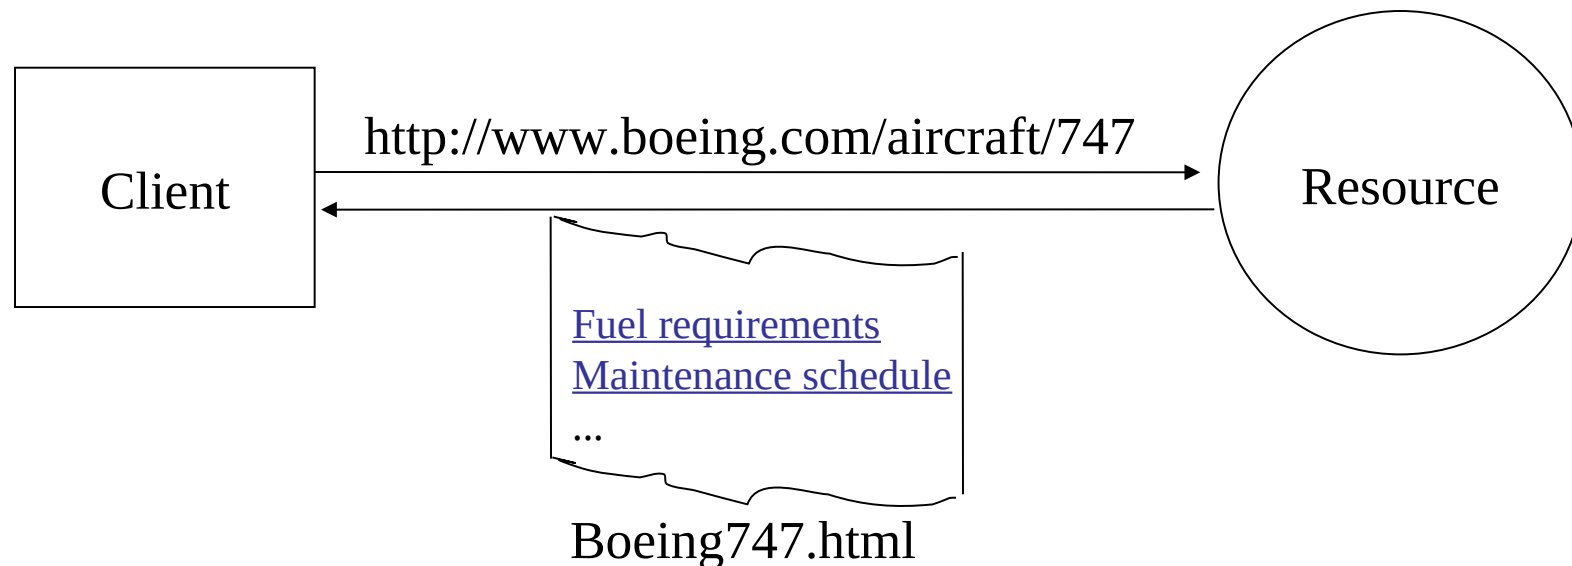 http://www.boeing.com/aircraft/747
Client
Resource
Fuel requirements
Maintenance schedule
...
Boeing747.html